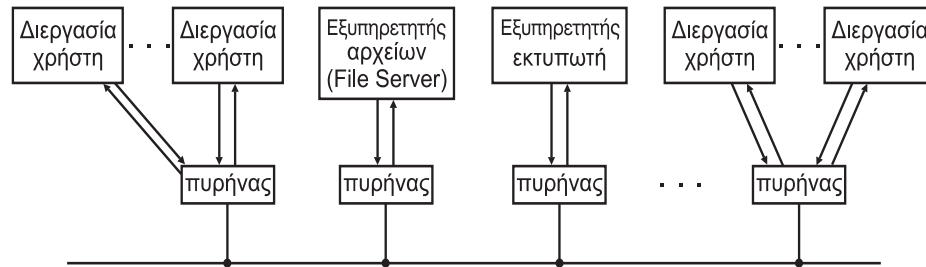 Διεργασία
χρήστη
. . .
Διεργασία
χρήστη
Εξυπηρετητής
αρχείων
(File Server)
Εξυπηρετητής
εκτυπωτή
Διεργασία
χρήστη
. . .
Διεργασία
χρήστη
πυρήνας
πυρήνας
πυρήνας
. . .
πυρήνας